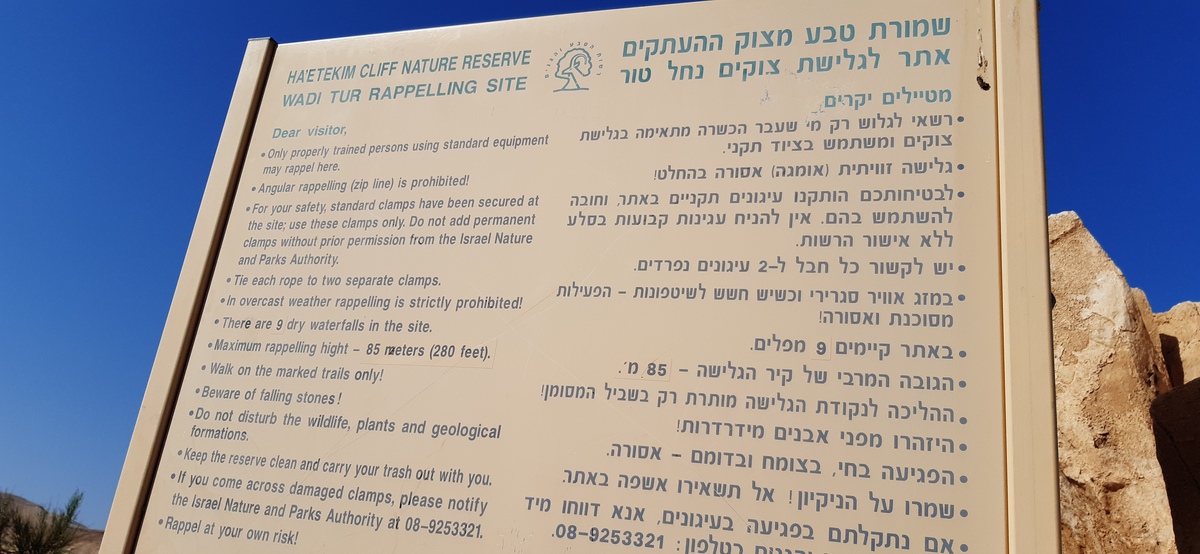 HA'ETEKIM CLIFF NATURE RESERVE
WADI TUR RAPPELLING SITE
Dear visitor,
•Only properly trained persons using standard equipment
may rappel here.
•Angular rappelling (zip line) is prohibited!
•For your safety, standard clamps have been secured at
the site; use these clamps only. Do not add permanent
clamps without prior permission from the Israel Nature
and Parks Authority.
•Tie each rope to two separate clamps.
•In overcast weather rappelling is strictly prohibited!
•There are 9 dry waterfalls in the site.
•Maximum rappelling hight – 85 meters (280 feet).
•Walk on the marked trails only!
•Beware of falling stones!
•Do not disturb the wildlife, plants and geological
formations.
•Keep the reserve clean and carry your trash out with you.
•If you come across damaged clamps, please notify
the Israel Nature and Parks Authority at 08-9253321.
•Rappel at your own risk!
שמורת טבע מצוק ההעתקים
אתר לגלישת צוקים נחל טור
מטיילים יקרים
•רשאי לגלוש רק מי שעבר הכשרה מתאימה בגלישת
צוקים ומשתמש בציוד תקני.
•גלישה זוויתית (אומגה) אסורה בהחלט!
•לבטיחותכם הותקנו עיגונים תקניים באתר, וחובה
להשתמש בהם. אין להניח עגינות קבועות בסלע
ללא אישור הרשות.
•יש לקשור כל חבל ל-2 עיגונים נפרדים.
•במזג אוויר סגרירי וכשיש חשש לשיטפונות – הפעילות
מסוכנת ואסורה!
•באתר קיימים 9 מפלים.
•הגובה המרבי של קיר הגלישה – 85 מ'.
•ההליכה לנקודת הגלישה מותרת רק בשביל המסומן!
•היזהרו מפני אבנים מידרדרות!
•הפגיעה בחי, בצומח ובדומם – אסורה.
•שמרו על הניקיון! אל תשאירו אשפה באתר.
•אם נתקלתם בפגיעה בעיגונים, אנא דווחו מיד
והגנים בטלפון: 08-9253321.